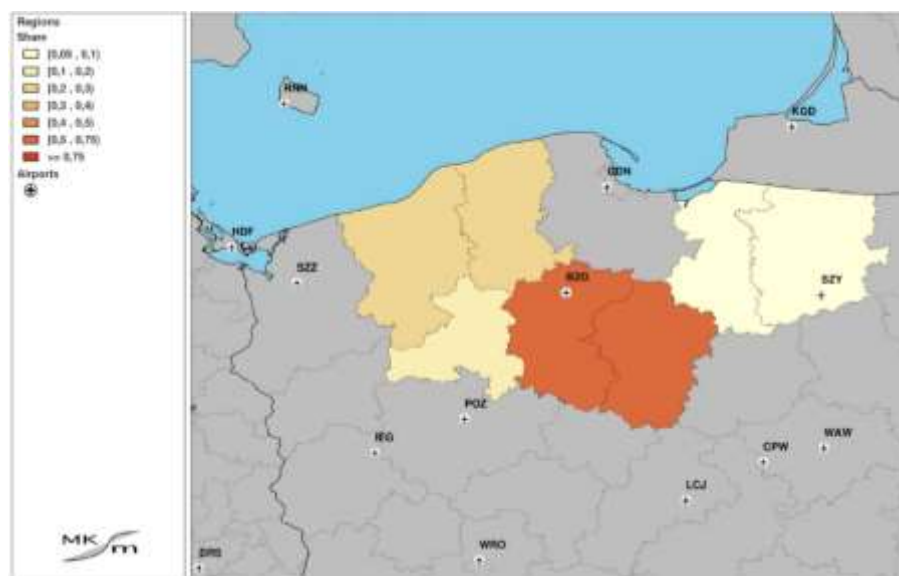 Regions
Share
[0,05 , 0,1)
[0,1 , 0,2)
[0,2 , 0,3)
[0,3 , 0,4)
[0,4 , 0,5)
[0,5 , 0,75)
>= 0,75
Airports
RNN
KGD
GDN
HDF
SZZ
BZG
SZY
POZ
IEG
CPW
WAW
LCJ
WRO
DRS
MK
m